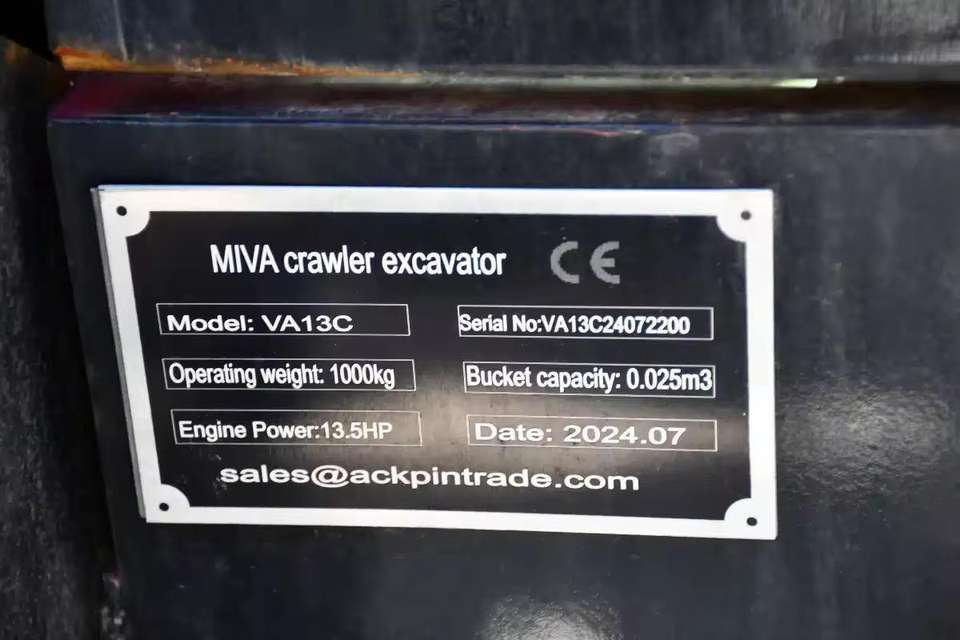 MIVA crawler excavator CE
Model: VA13C
Serial No:VA13C24072200
Operating weight: 1000kg
Bucket capacity: 0.025m3
Engine Power:13.5HP
Date: 2024.07
sales@ackpintrade.com